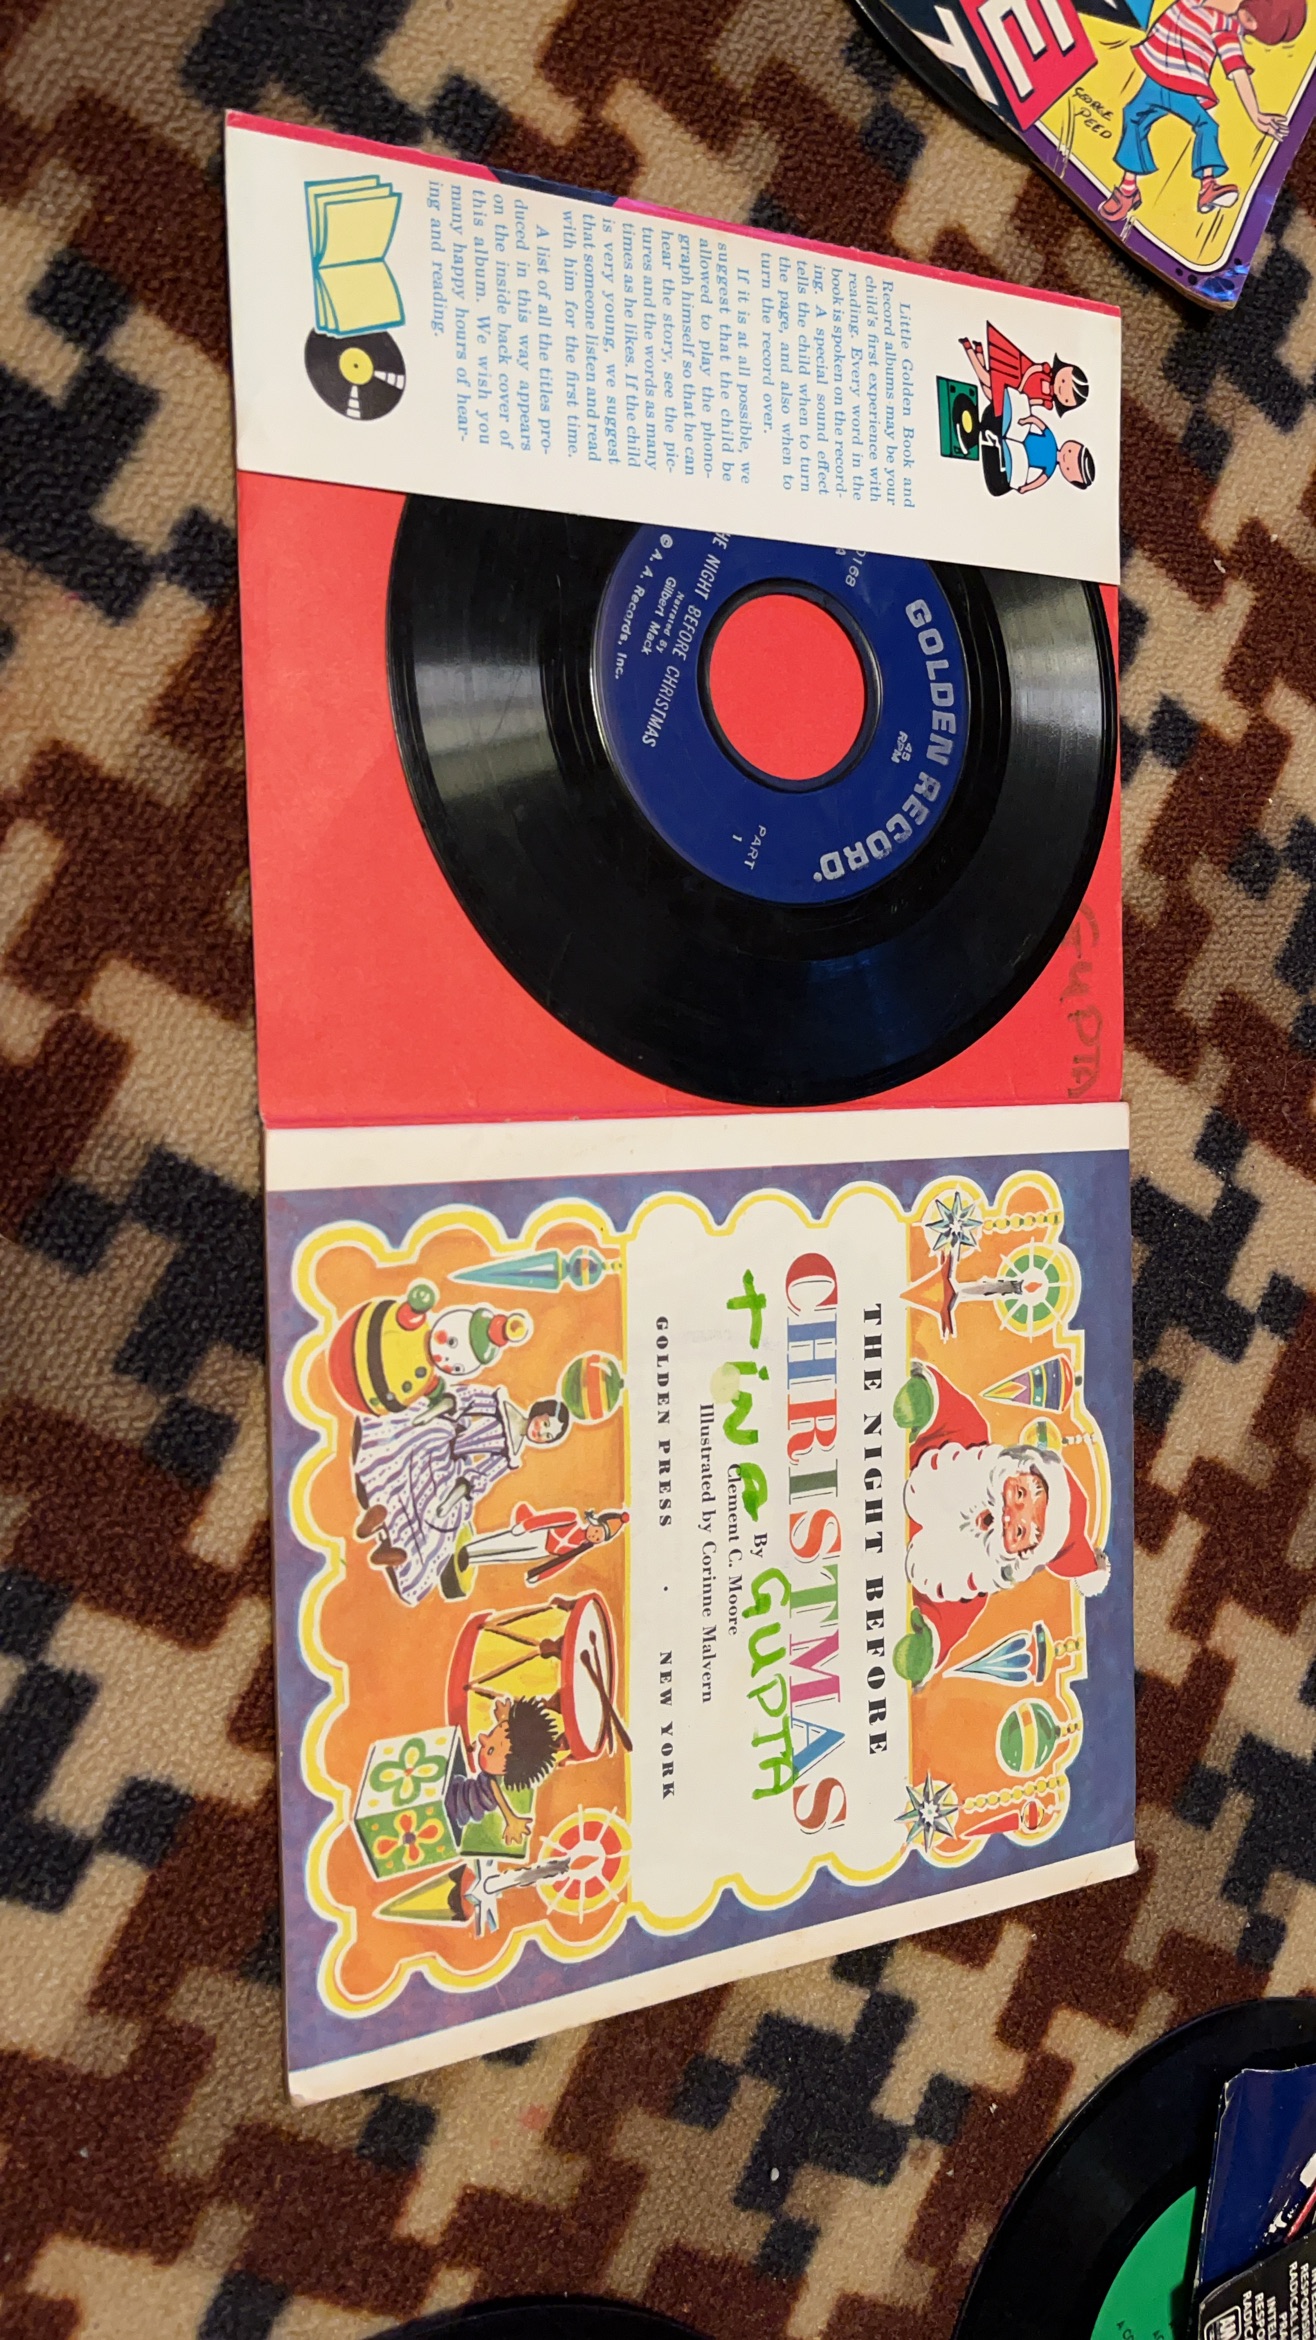 Little Golden Book and
Record albums may be your
child's first experience with
reading. Every word in the
book is spoken on the record-
ing. A special sound effect
tells the child when to turn
the page, and also when to
turn the record over.
If it is at all possible, we
suggest that the child be
allowed to play the phono-
graph himself so that he can
hear the story, see the pic-
tures and the words as many
times as he likes. If the child
is very young, we suggest
that someone listen and read
with him for the first time.
A list of all the titles pro-
duced in this way appears
on the inside back cover of
this album. We wish you
many happy hours of hear-
ing and reading.
GOLDEN RECORD
45
RPM
0168
A
PART
1
HE NIGHT BEFORE CHRISTMAS
Narrated By
Gilbert Mack
© A. A. Records, Inc.
GUPTA
THE NIGHT BEFORE
CHRISTMAS
TINA GUPTA
By
Clement C. Moore
Illustrated by Corinne Malvern
GOLDEN PRESS · NEW YORK
GEORGE
PEED